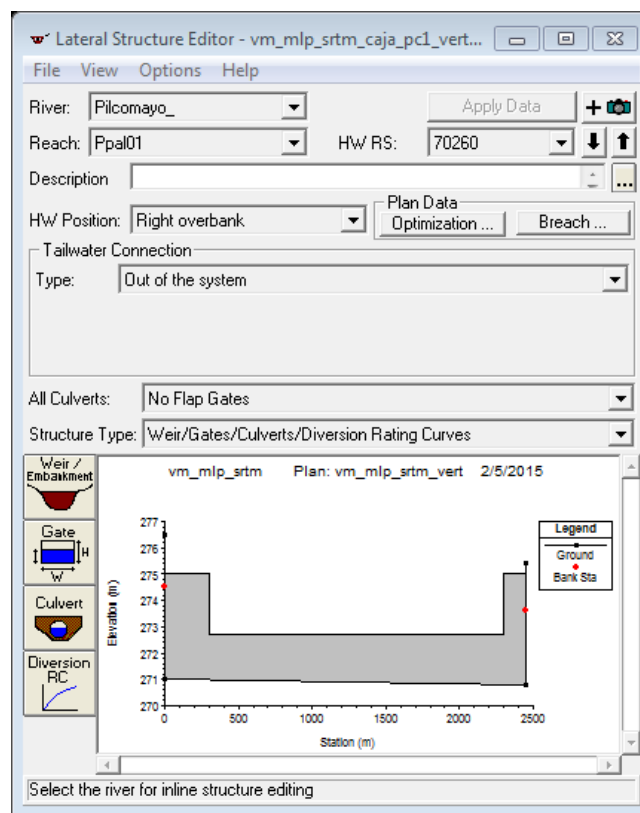 Lateral Structure Editor - vm_mlp_srtm_caja_pc1_vert...
File View Options Help
River: Pilcomayo_ Apply Data
Reach: Ppal01 HW RS: 70260
Description ...
HW Position: Right overbank Plan Data Optimization ... Breach ...
Tailwater Connection
Type: Out of the system
All Culverts: No Flap Gates
Structure Type: Weir/Gates/Culverts/Diversion Rating Curves
Weir / Embankment
Gate
H
W
Culvert
Diversion RC
vm_mlp_srtm Plan: vm_mlp_srtm_vert 2/5/2015
277
276
275
274
273
272
271
270
Elevation (m)
0 500 1000 1500 2000 2500
Station (m)
Legend
Ground
Bank Sta
Select the river for inline structure editing